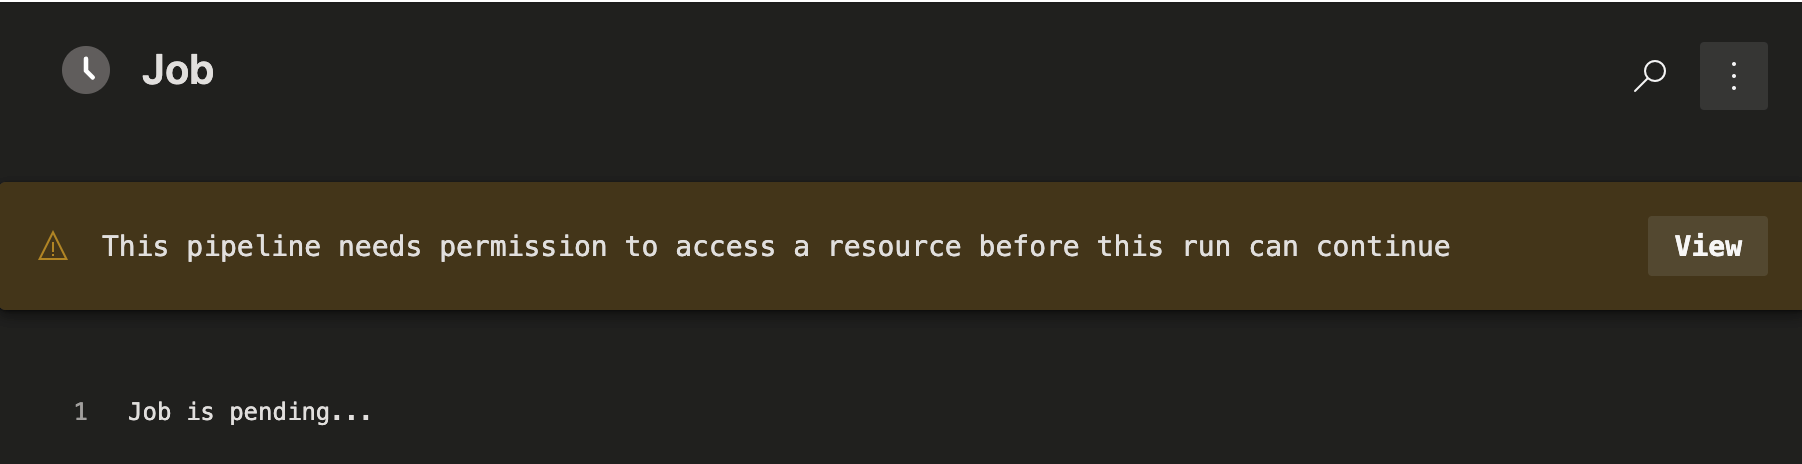 Job
This pipeline needs permission to access a resource before this run can continue
View
1 Job is pending...